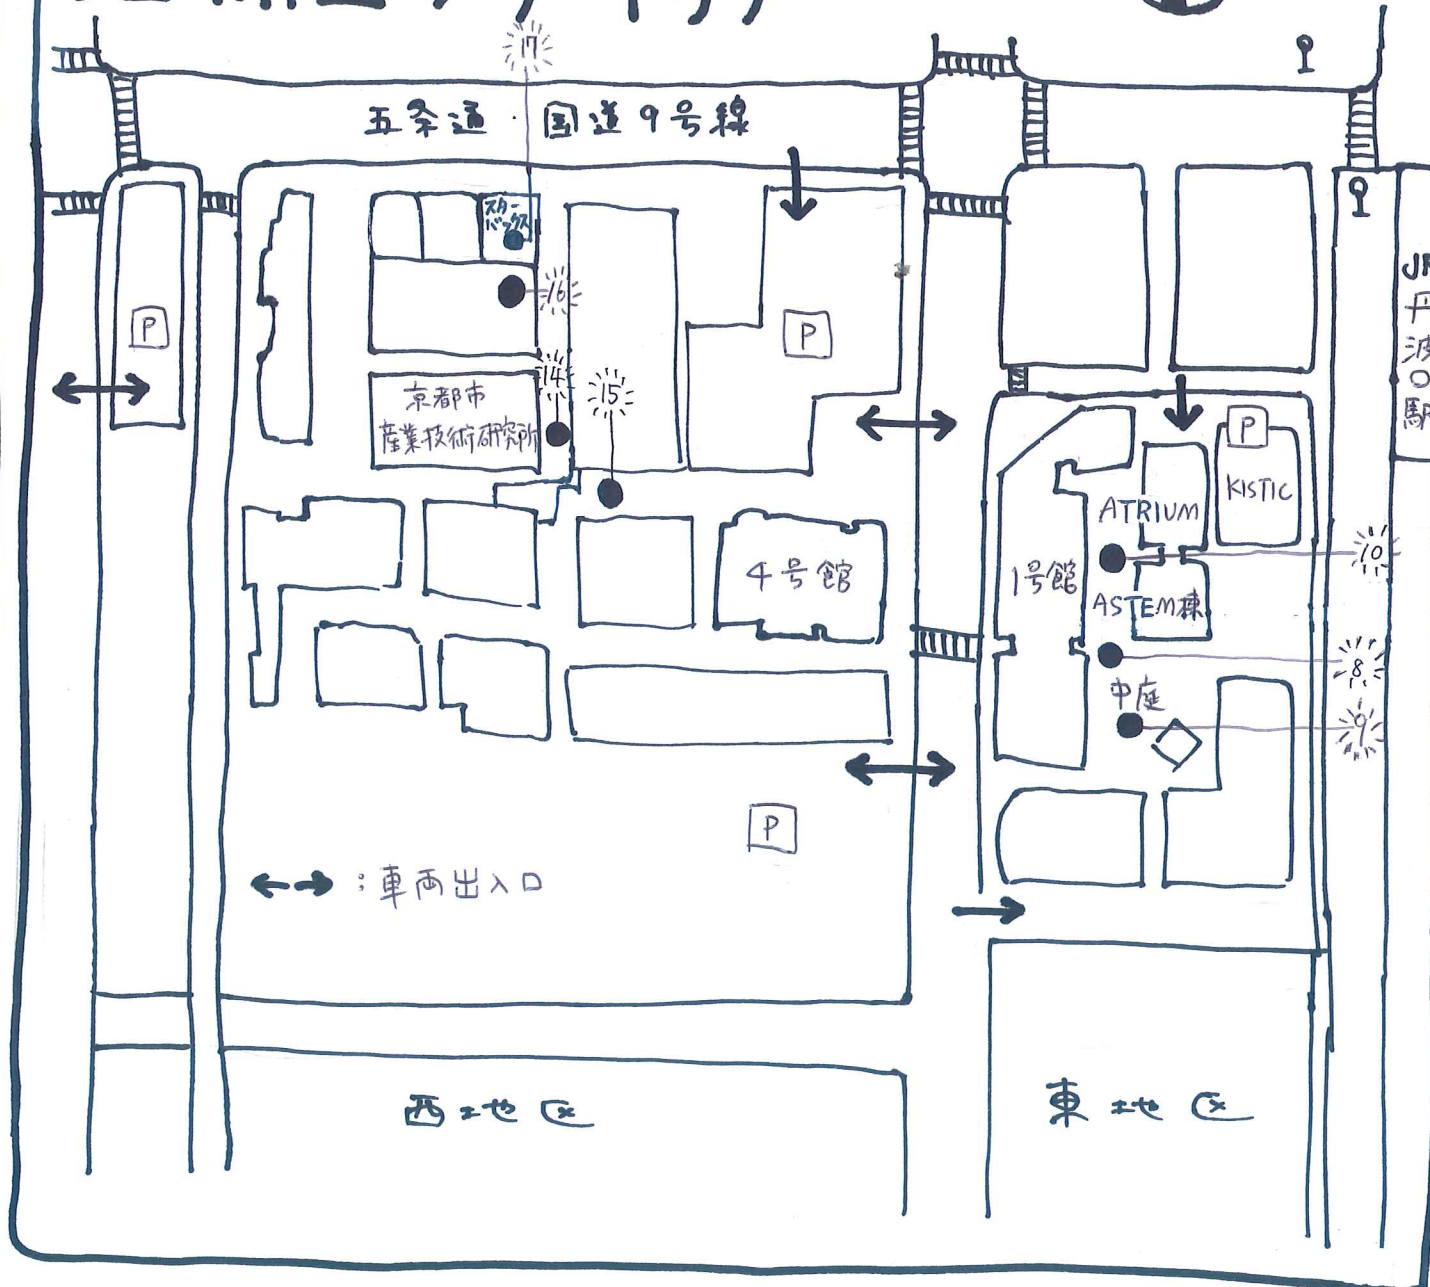 17
五条通・国道9号線
スター
バックス
16
P
P
14
15
京都市
産業技術研究所
JR
丹
波
口
駅
P
KISTIC
ATRIUM
10
4号館
1号館
ASTEM棟
8
中庭
9
P
：車両出入口
西地区
東地区